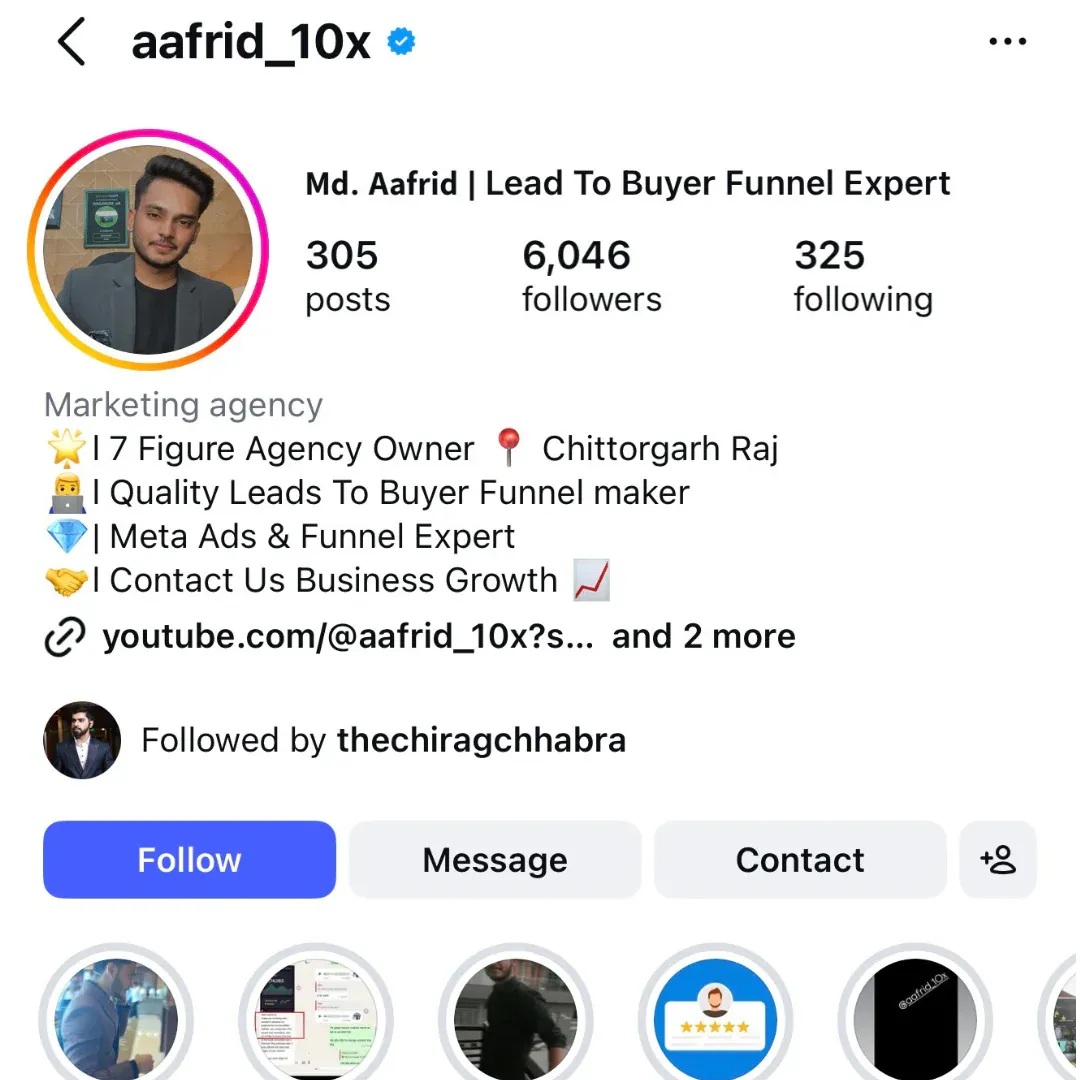 aafrid_10x
Md. Aafrid | Lead To Buyer Funnel Expert
305 6,046 325
posts followers following
Marketing agency
🌟| 7 Figure Agency Owner 📍 Chittorgarh Raj
👨‍💻| Quality Leads To Buyer Funnel maker
💎| Meta Ads & Funnel Expert
🤝| Contact Us Business Growth 📈
youtube.com/@aafrid_10x?s... and 2 more
Followed by thechiragchhabra
Follow Message Contact
@aafrid_10x